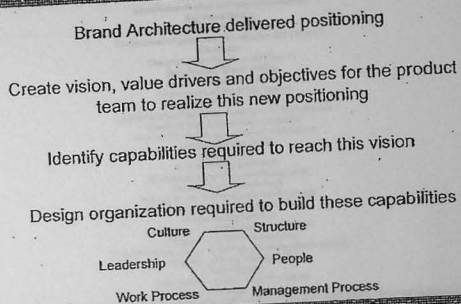 Brand Architecture delivered positioning
Create vision, value drivers and objectives for the product
team to realize this new positioning
Identify capabilities required to reach this vision
Design organization required to build these capabilities
Culture
Structure
Leadership
People
Work Process
Management Process